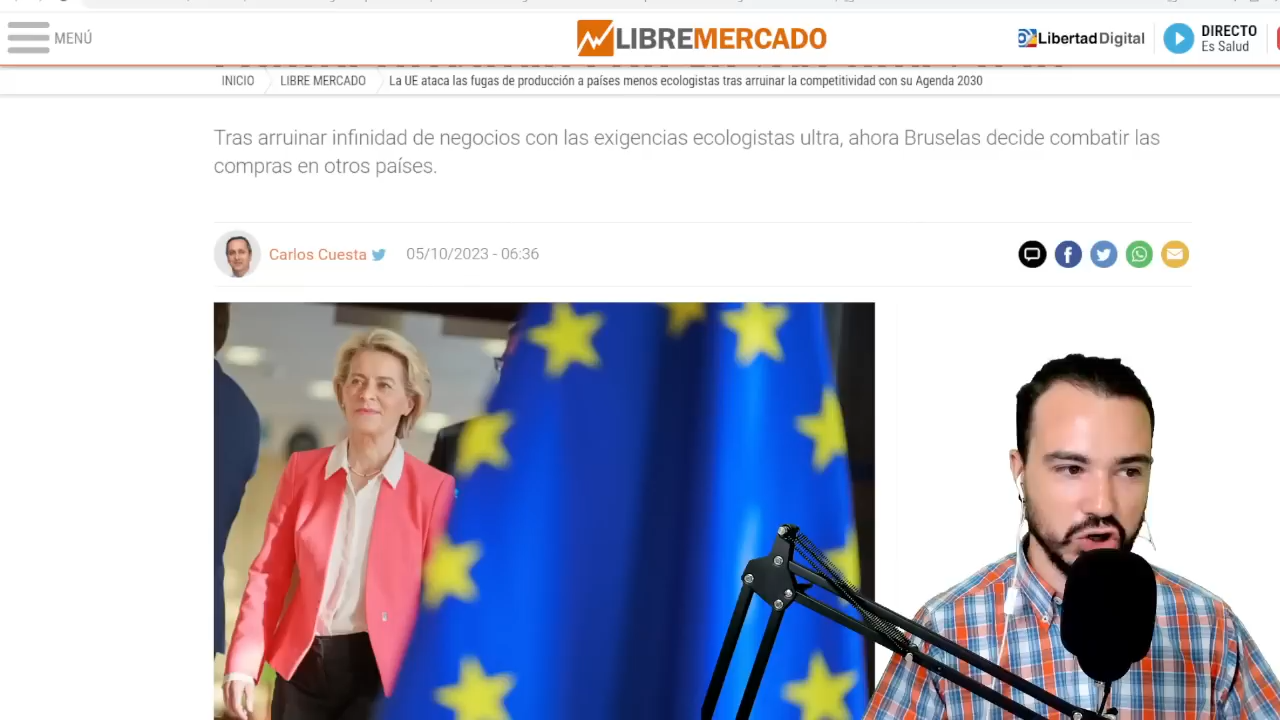 MENÚ
LIBREMERCADO
Libertad Digital
DIRECTO
Es Salud
INICIO
LIBRE MERCADO
La UE ataca las fugas de producción a países menos ecologistas tras arruinar la competitividad con su Agenda 2030
Tras arruinar infinidad de negocios con las exigencias ecologistas ultra, ahora Bruselas decide combatir las
compras en otros países.
Carlos Cuesta
05/10/2023 - 06:36